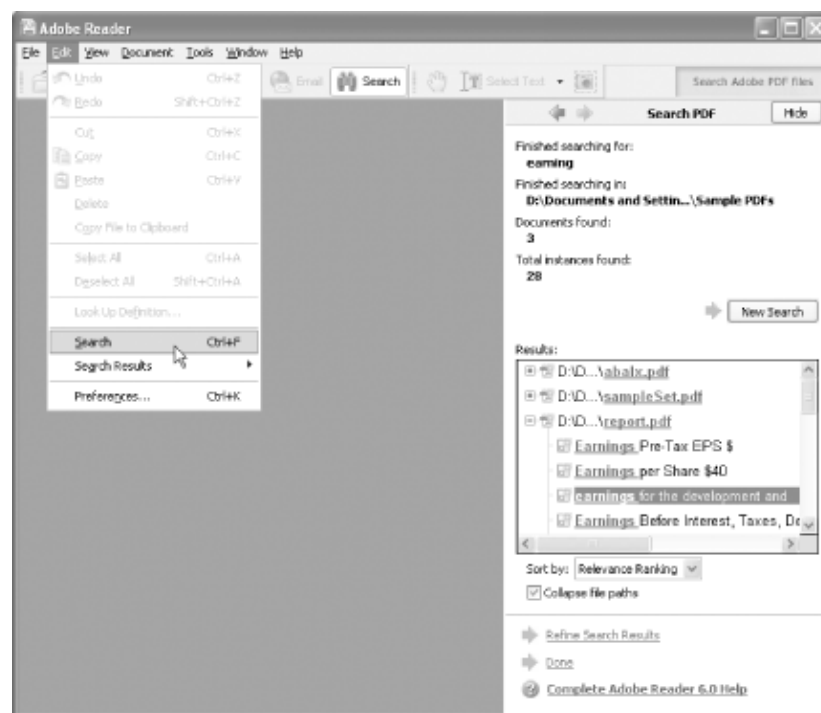 Adobe Reader
File Edit View Document Tools Window Help
Email Search Select Text Search Adobe PDF files
Undo Ctrl+Z
Redo Shift+Ctrl+Z
Cut Ctrl+X
Copy Ctrl+C
Paste Ctrl+V
Delete
Copy File to Clipboard
Select All Ctrl+A
Deselect All Shift+Ctrl+A
Look Up Definition...
Search Ctrl+F
Search Results
Preferences... Ctrl+K
Search PDF Hide
Finished searching for:
earning
Finished searching in:
D:\Documents and Settin...\Sample PDFs
Documents found:
3
Total instances found:
28
New Search
Results:
D:\D...\abalx.pdf
D:\D...\sampleSet.pdf
D:\D...\report.pdf
Earnings Pre-Tax EPS $
Earnings per Share $40
earnings for the development and
Earnings Before Interest, Taxes, De
Sort by: Relevance Ranking
Collapse file paths
Refine Search Results
Done
Complete Adobe Reader 6.0 Help